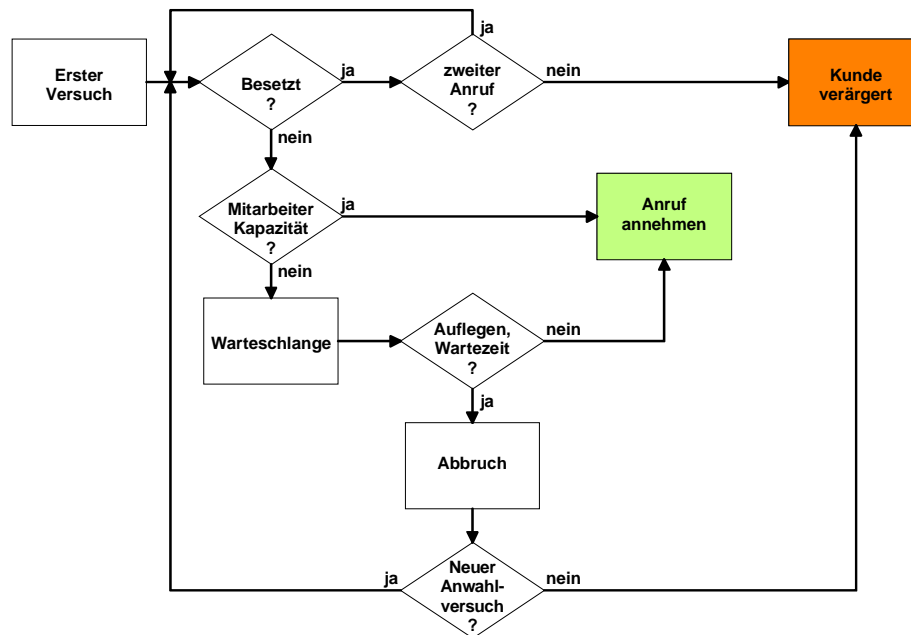 ja
Erster
Versuch
Besetzt
?
ja
zweiter
Anruf
?
nein
Kunde
verärgert
nein
Mitarbeiter
Kapazität
?
ja
Anruf
annehmen
nein
Warteschlange
Auflegen,
Wartezeit
?
nein
ja
Abbruch
ja
Neuer
Anwahl-
versuch
?
nein